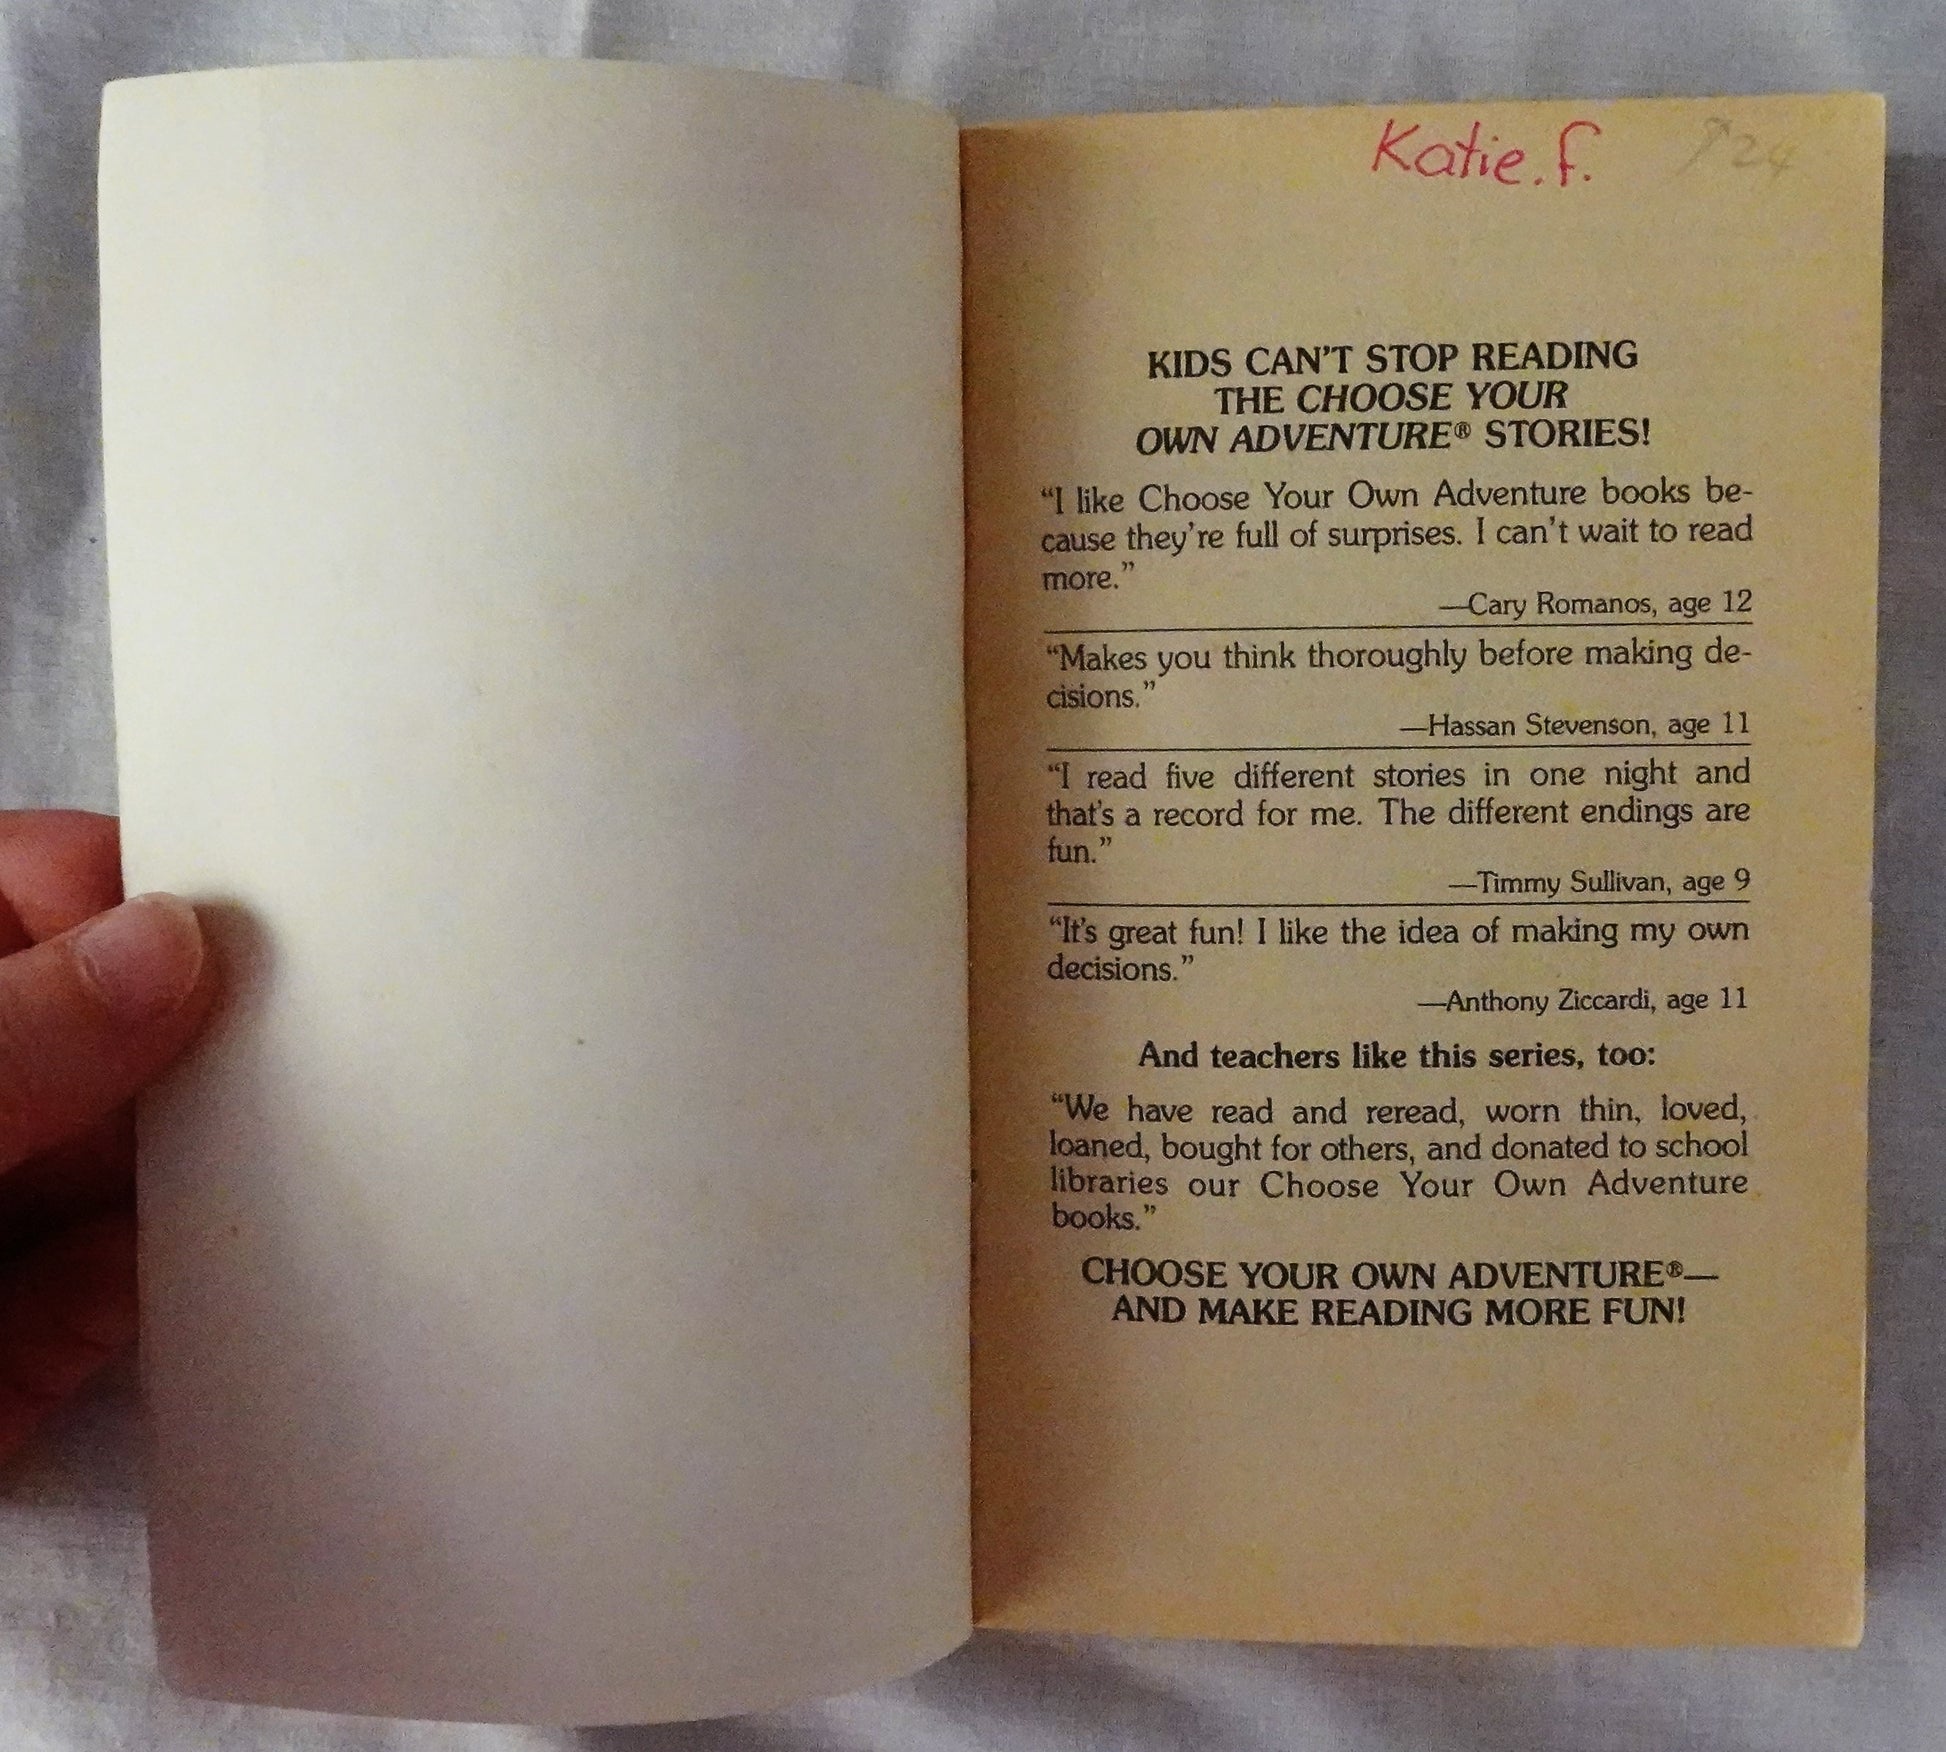 Katie.f.
KIDS CAN'T STOP READING
THE CHOOSE YOUR
OWN ADVENTURE® STORIES!
“I like Choose Your Own Adventure books be-
cause they're full of surprises. I can't wait to read
more.”
—Cary Romanos, age 12
“Makes you think thoroughly before making de-
cisions.”
—Hassan Stevenson, age 11
“I read five different stories in one night and
that's a record for me. The different endings are
fun.”
—Timmy Sullivan, age 9
“It's great fun! I like the idea of making my own
decisions.”
—Anthony Ziccardi, age 11
And teachers like this series, too:
“We have read and reread, worn thin, loved,
loaned, bought for others, and donated to school
libraries our Choose Your Own Adventure
books.”
CHOOSE YOUR OWN ADVENTURE®—
AND MAKE READING MORE FUN!